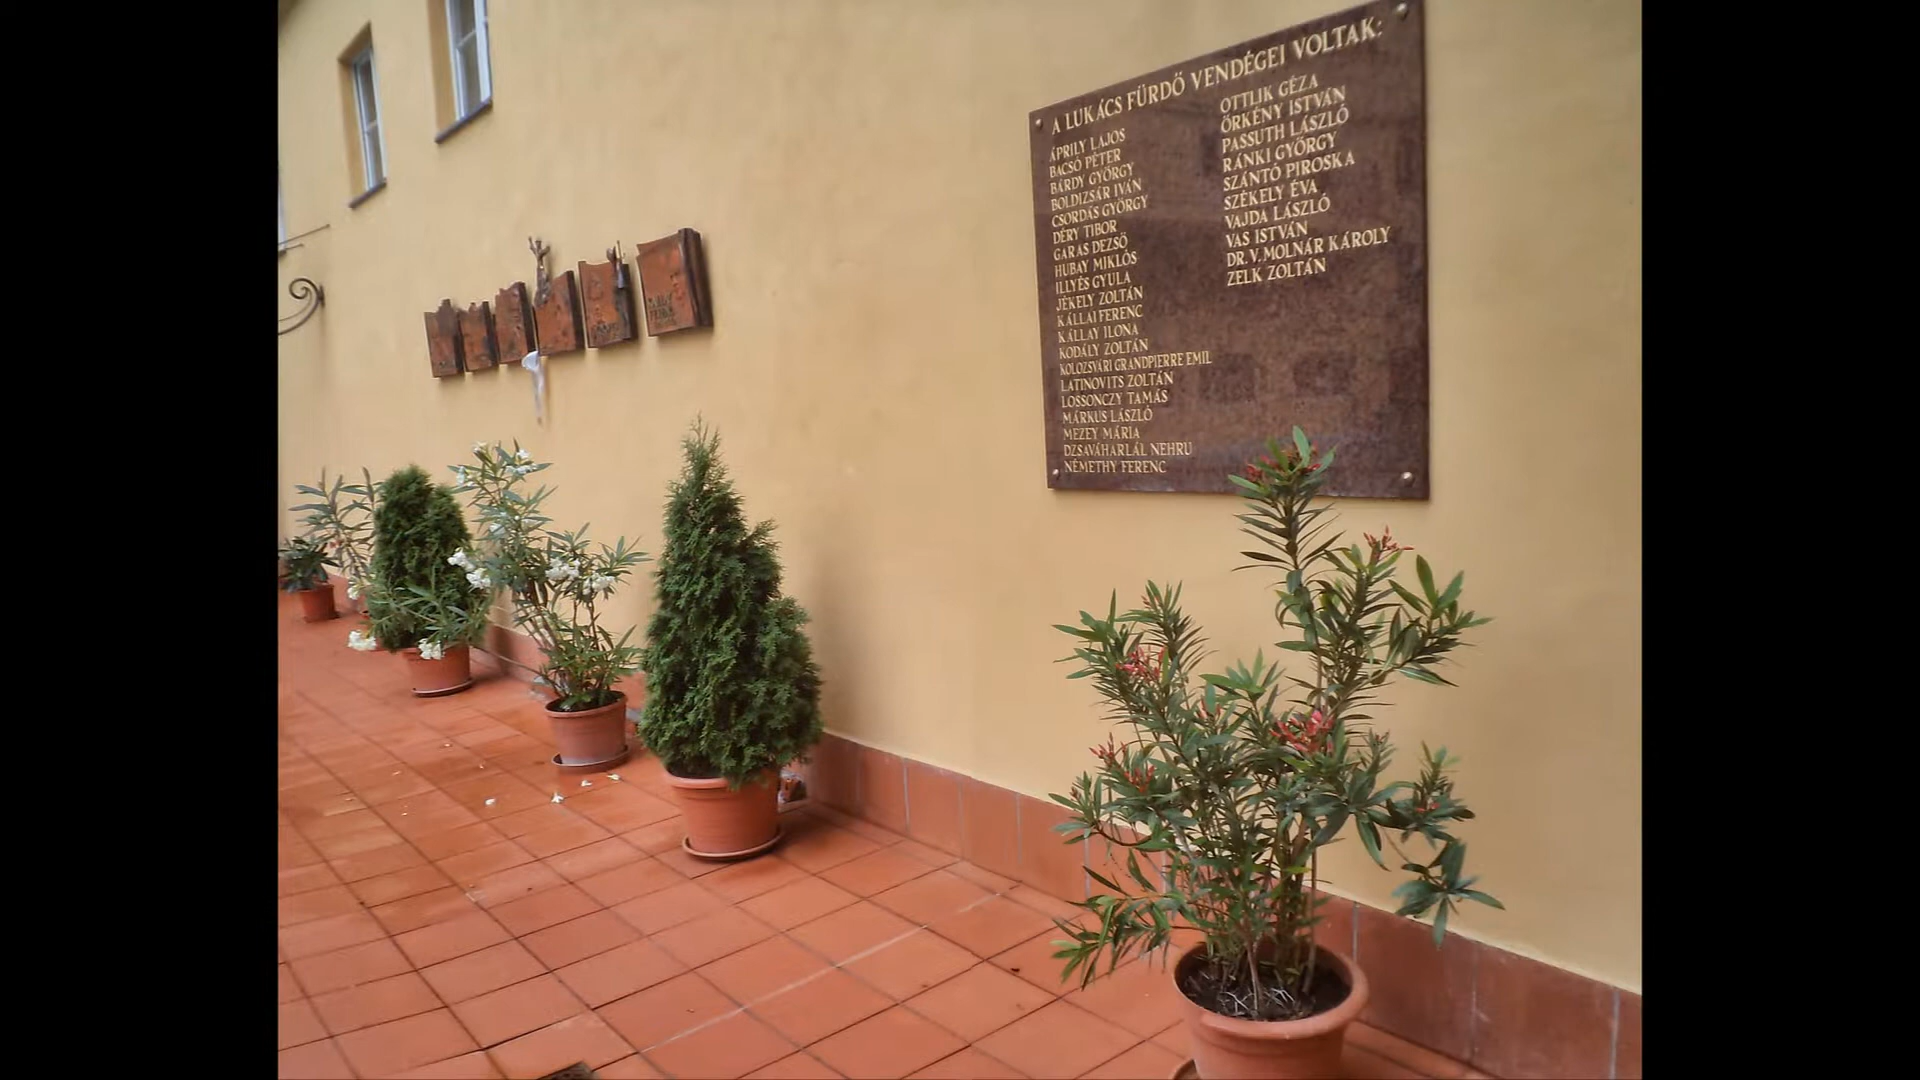 A LUKÁCS FÜRDŐ VENDÉGEI VOLTAK:
ÁPRILY LAJOS
BACSÓ PÉTER
BÁRDY GYÖRGY
BOLDIZSÁR IVÁN
CSORDÁS GYÖRGY
DÉRY TIBOR
GARAS DEZSŐ
HUBAY MIKLÓS
ILLYÉS GYULA
JÉKELY ZOLTÁN
KÁLLAI FERENC
KÁLLAY ILONA
KODÁLY ZOLTÁN
KOLOZSVÁRI GRANDPIERRE EMIL
LATINOVITS ZOLTÁN
LOSSONCZY TAMÁS
MÁRKUS LÁSZLÓ
MEZEY MÁRIA
DZSAVÁHARLÁL NEHRU
NÉMETHY FERENC
OTTLIK GÉZA
ÖRKÉNY ISTVÁN
PASSUTH LÁSZLÓ
RÁNKI GYÖRGY
SZÁNTÓ PIROSKA
SZÉKELY ÉVA
VAJDA LÁSZLÓ
VAS ISTVÁN
DR. V. MOLNÁR KÁROLY
ZELK ZOLTÁN